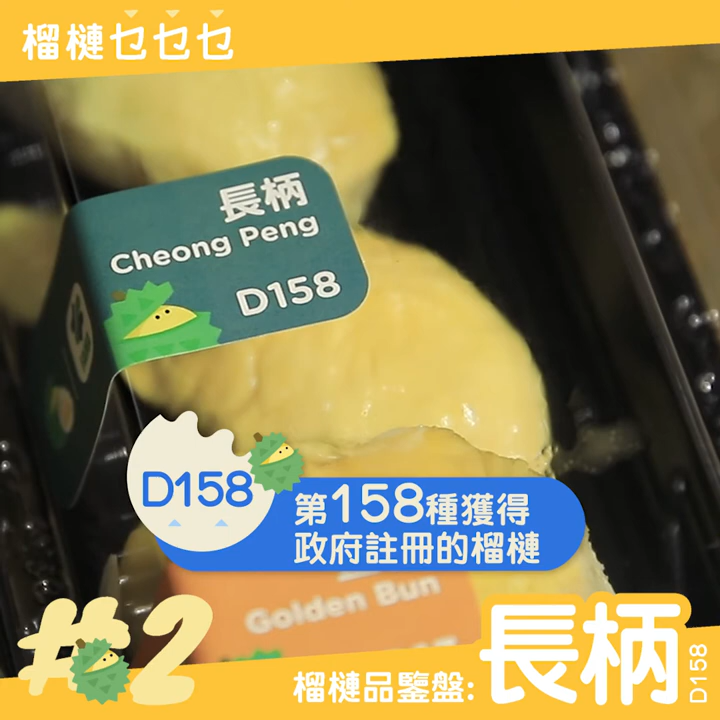 榴槤乜乜乜
長柄
Cheong Peng
D158
D158
第158種獲得
政府註冊的榴槤
Golden Bun
#2
榴槤品鑒盤:
長柄
D158